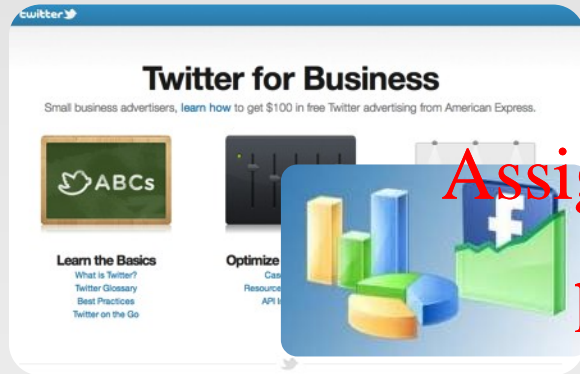 twitter
Twitter for Business
Small business advertisers, learn how to get $100 in free Twitter advertising from American Express.
ABCs
Learn the Basics
What is Twitter?
Twitter Glossary
Best Practices
Twitter on the Go
Optimize
f